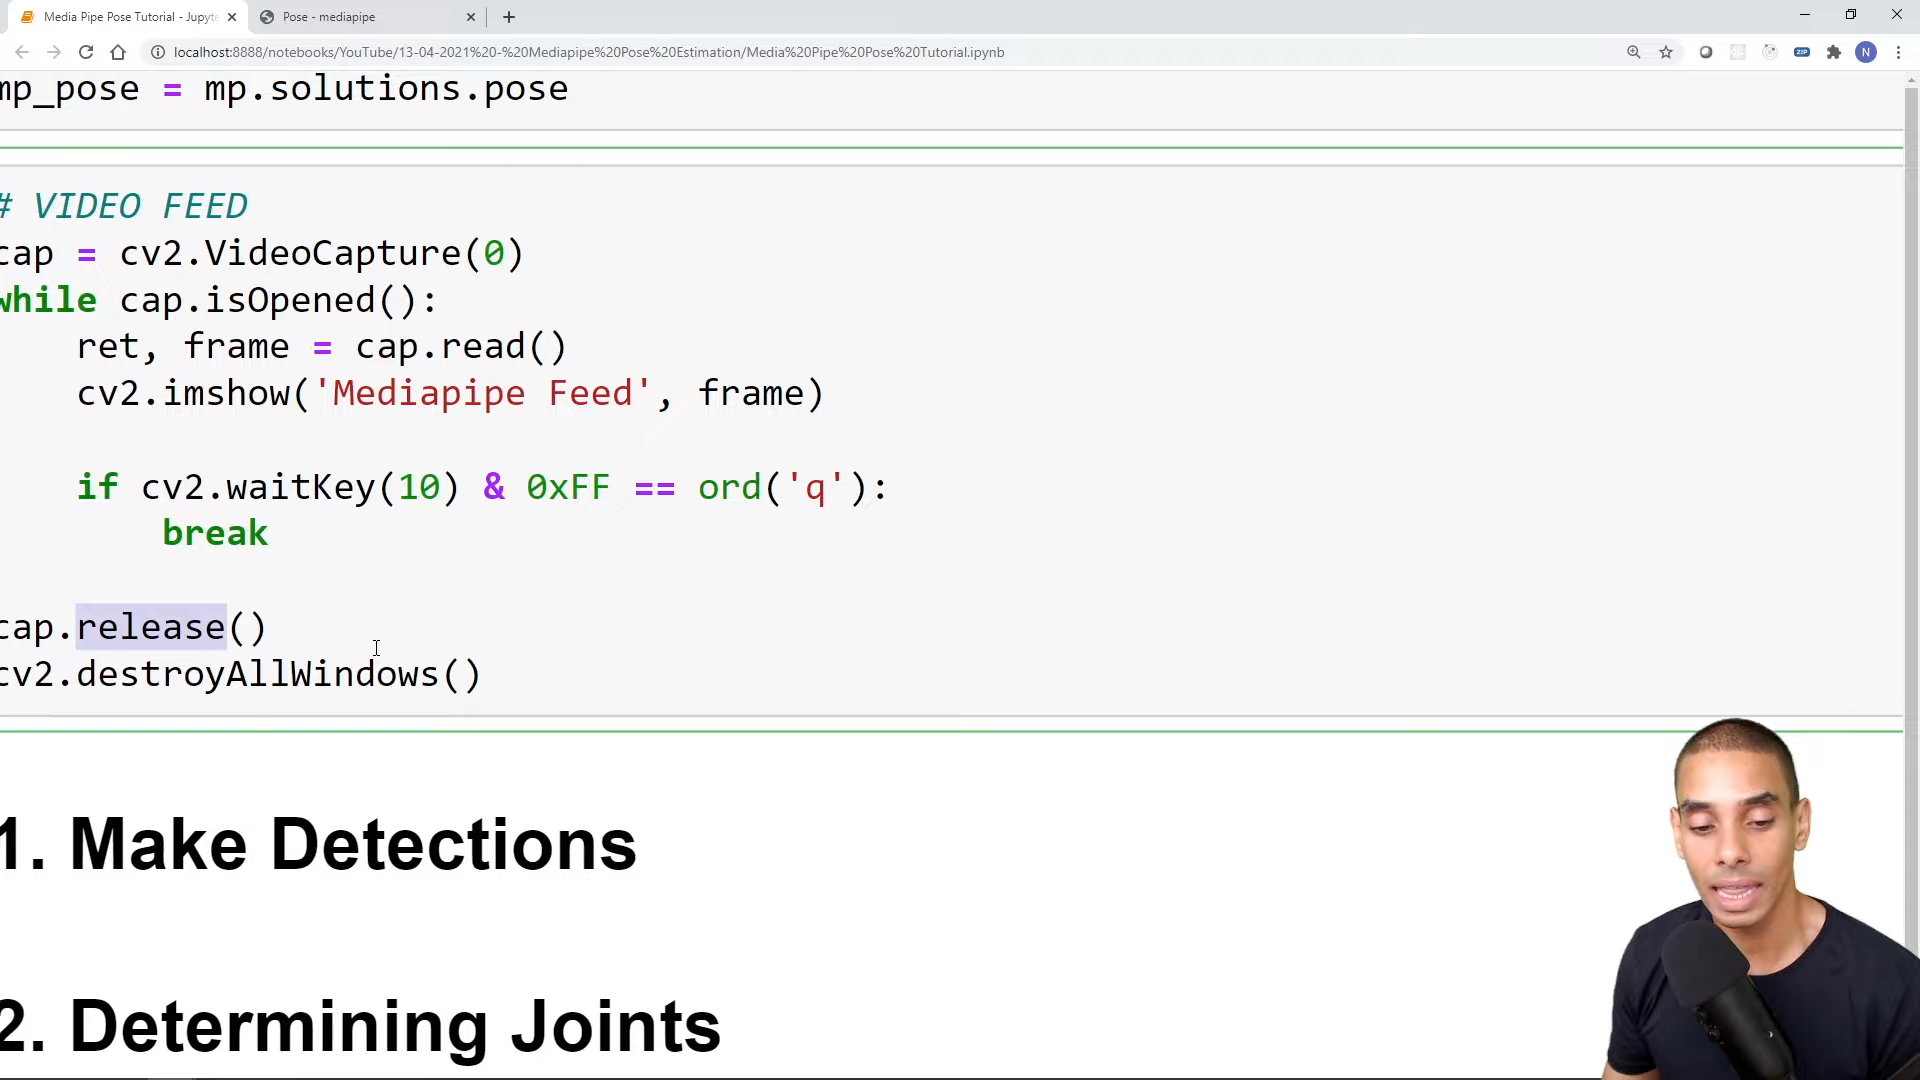 Media Pipe Pose Tutorial - Jupyte
Pose - mediapipe
localhost:8888/notebooks/YouTube/13-04-2021%20-%20Mediapipe%20Pose%20Estimation/Media%20Pipe%20Pose%20Tutorial.ipynb
ZIP
N
mp_pose = mp.solutions.pose
# VIDEO FEED
cap = cv2.VideoCapture(0)
while cap.isOpened():
ret, frame = cap.read()
cv2.imshow('Mediapipe Feed', frame)
if cv2.waitKey(10) & 0xFF == ord('q'):
break
cap.release()
cv2.destroyAllWindows()
1. Make Detections
2. Determining Joints